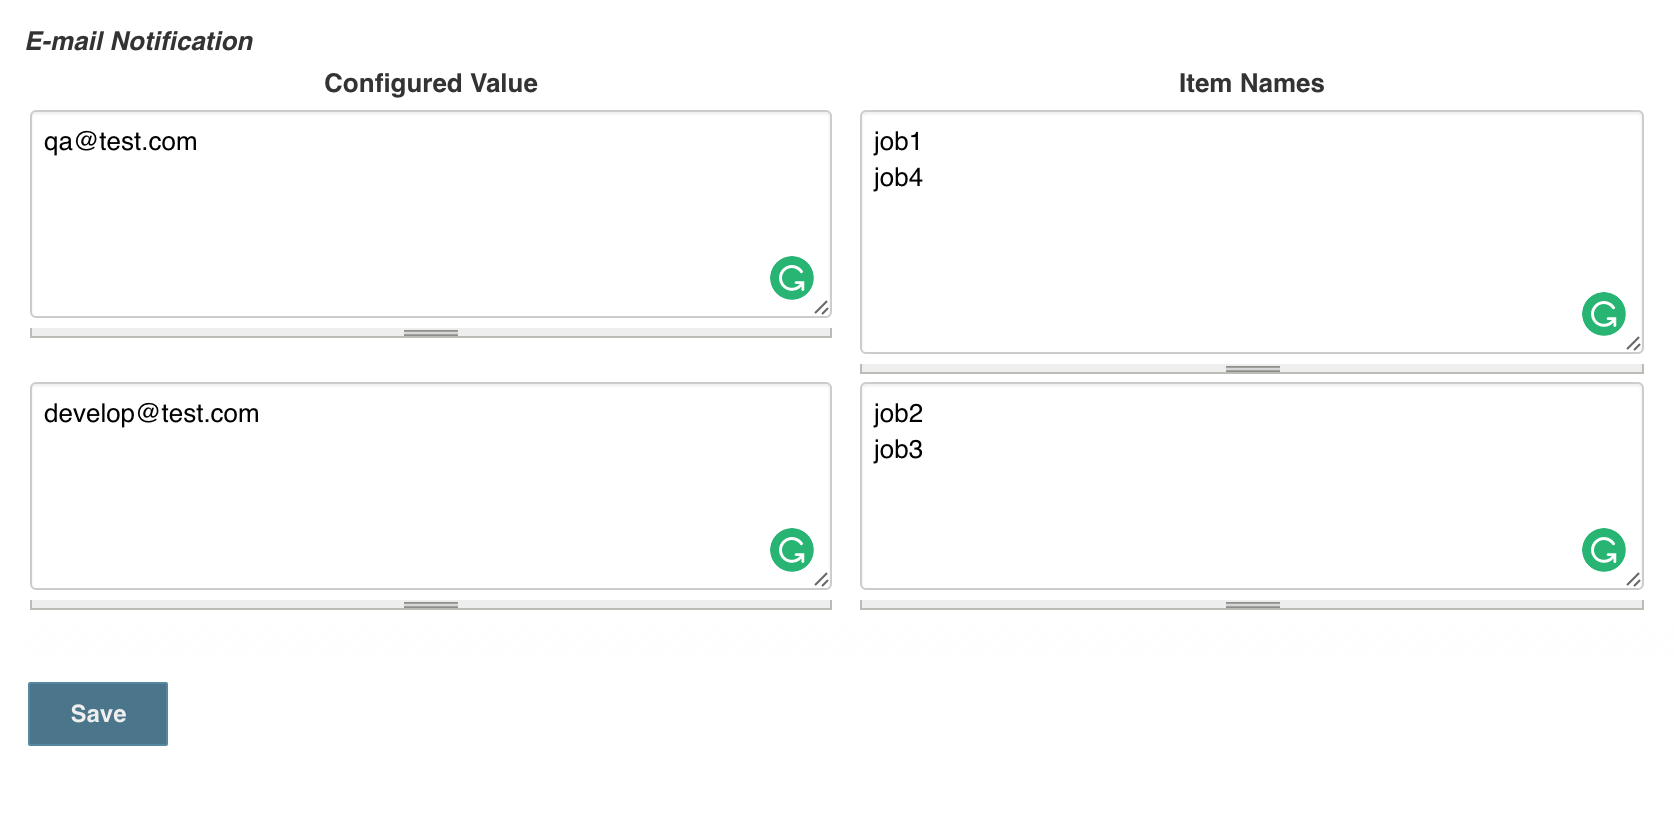 E-mail Notification
Configured Value
Item Names
qa@test.com
job1
job4
develop@test.com
job2
job3
Save